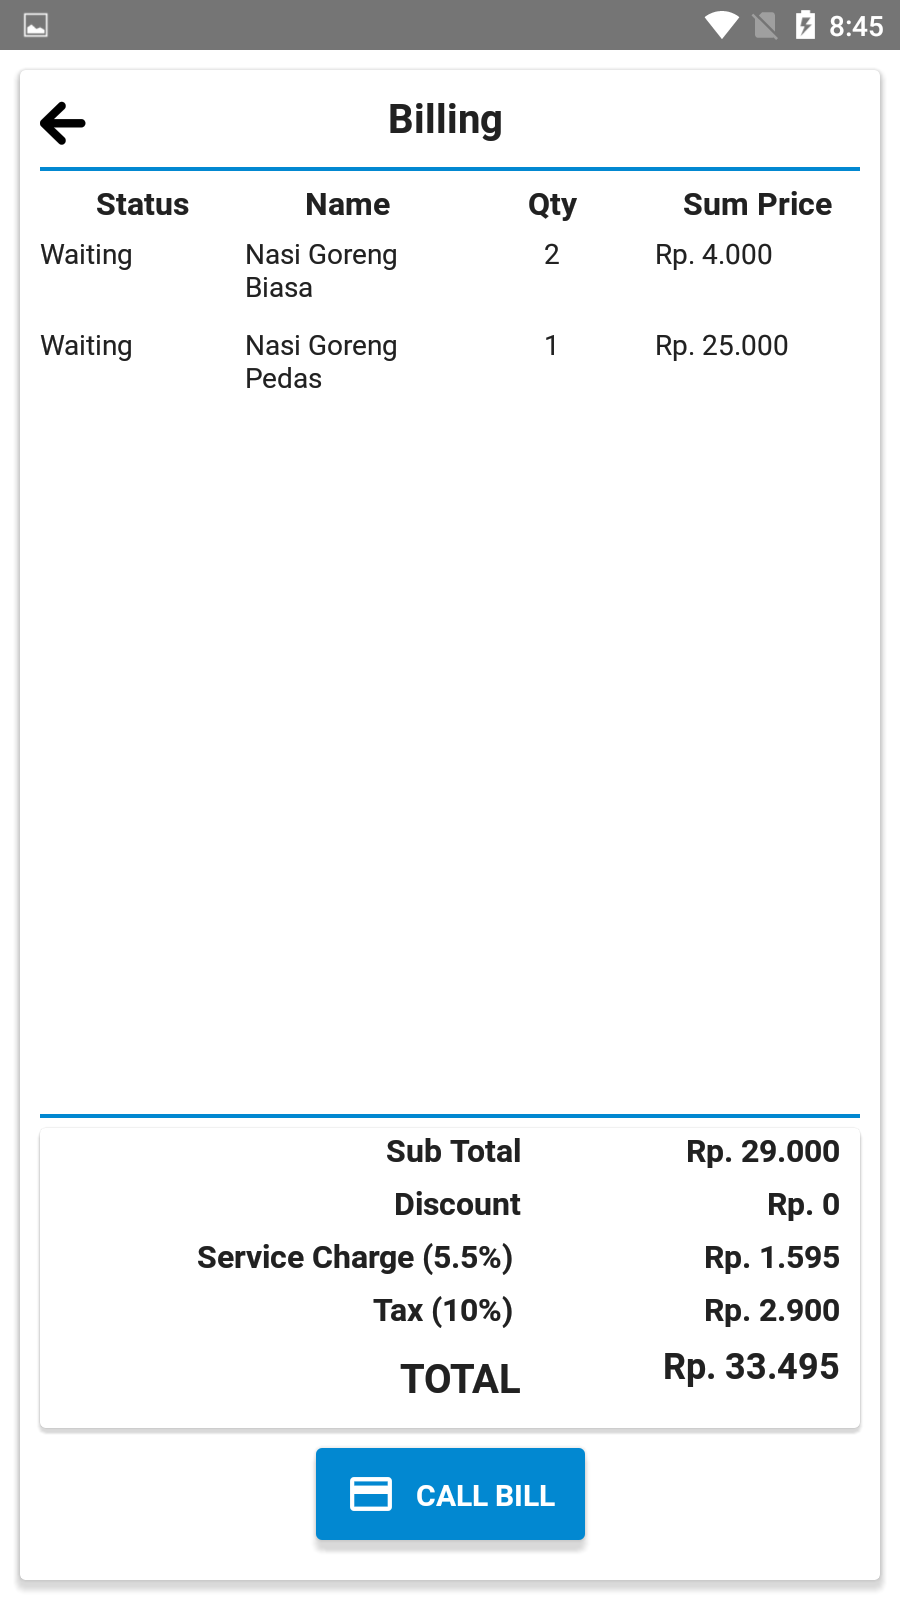 8:45
Billing
Status Name Qty Sum Price
Waiting Nasi Goreng 2 Rp. 4.000
Biasa
Waiting Nasi Goreng 1 Rp. 25.000
Pedas
Sub Total Rp. 29.000
Discount Rp. 0
Service Charge (5.5%) Rp. 1.595
Tax (10%) Rp. 2.900
TOTAL Rp. 33.495
CALL BILL